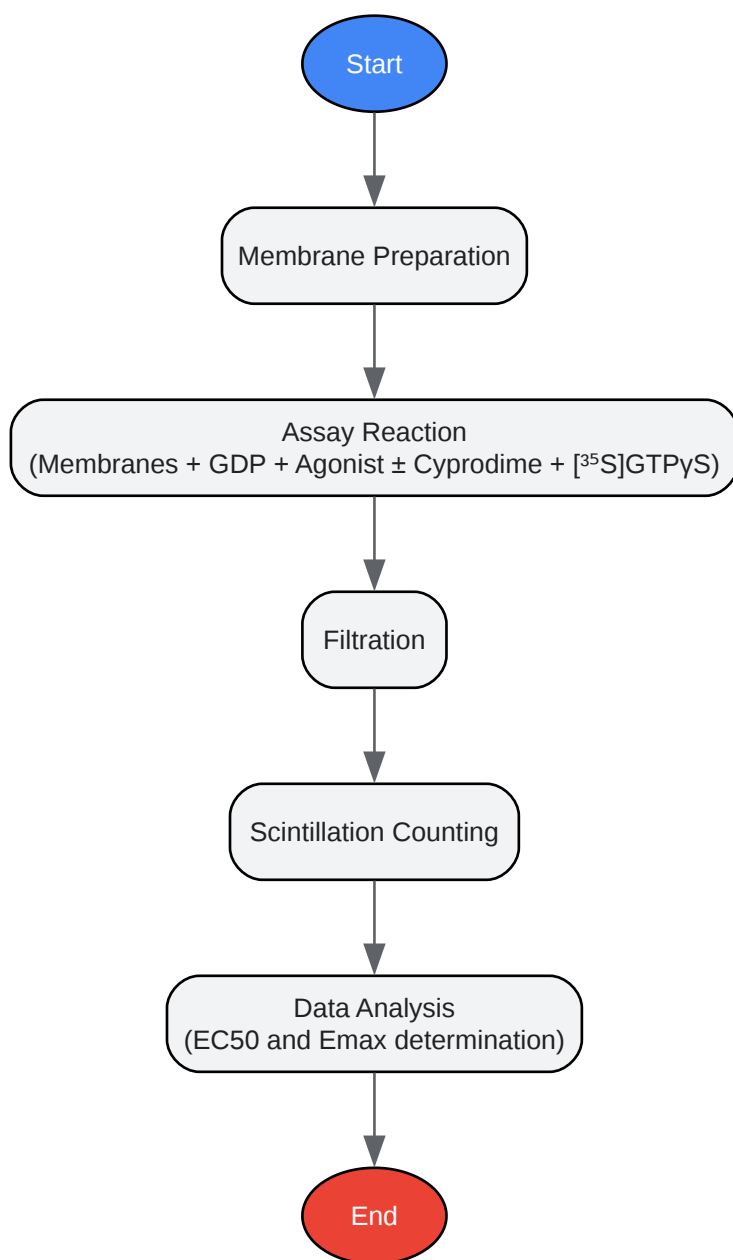 Start
Membrane Preparation
Assay Reaction
(Membranes + GDP + Agonist ± Cyprodime + [³⁵S]GTPγS)
Filtration
Scintillation Counting
Data Analysis
(EC50 and Emax determination)
End